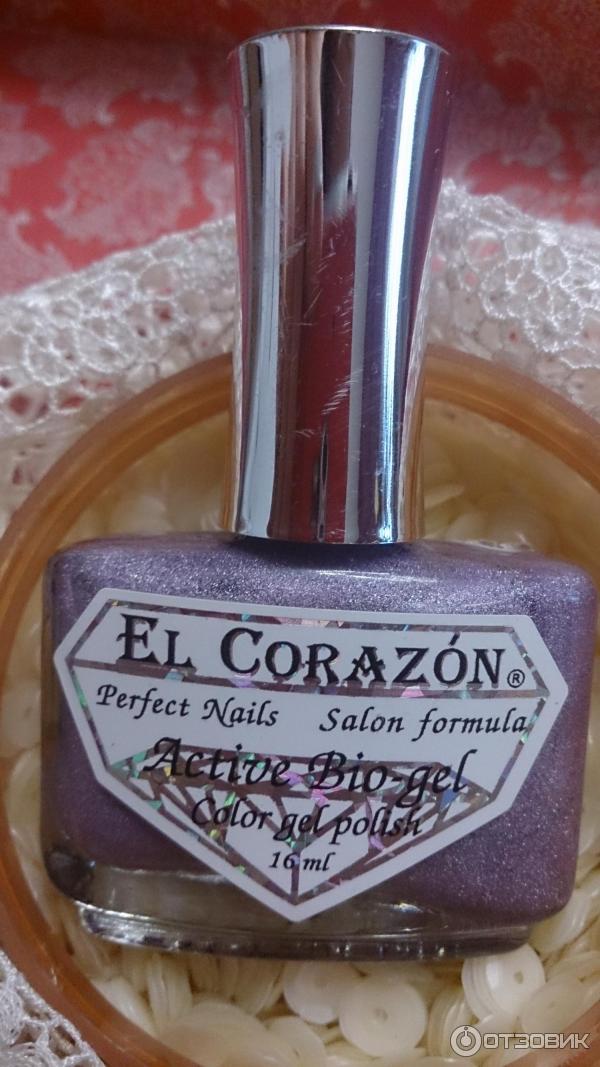 EL CORAZÓN®
Perfect Nails Salon formula
Active Bio-gel
Color gel polish
16 ml
ОТЗОВИК